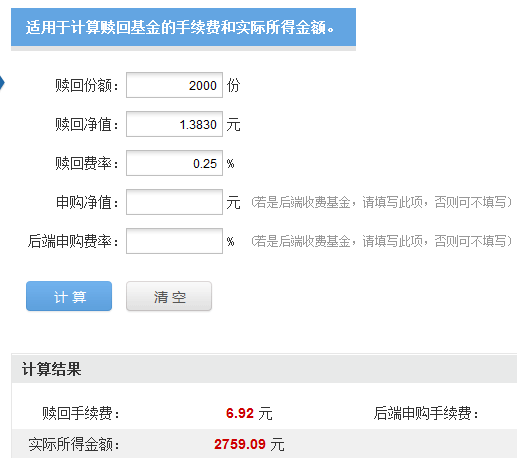 适用于计算赎回基金的手续费和实际所得金额。
赎回份额： 2000 份
赎回净值： 1.3830 元
赎回费率： 0.25 %
申购净值： 元 （若是后端收费基金，请填写此项，否则可不填写）
后端申购费率： % （若是后端收费基金，请填写此项，否则可不填写）
计 算 清 空
计算结果
赎回手续费： 6.92 元 后端申购手续费：
实际所得金额： 2759.09 元